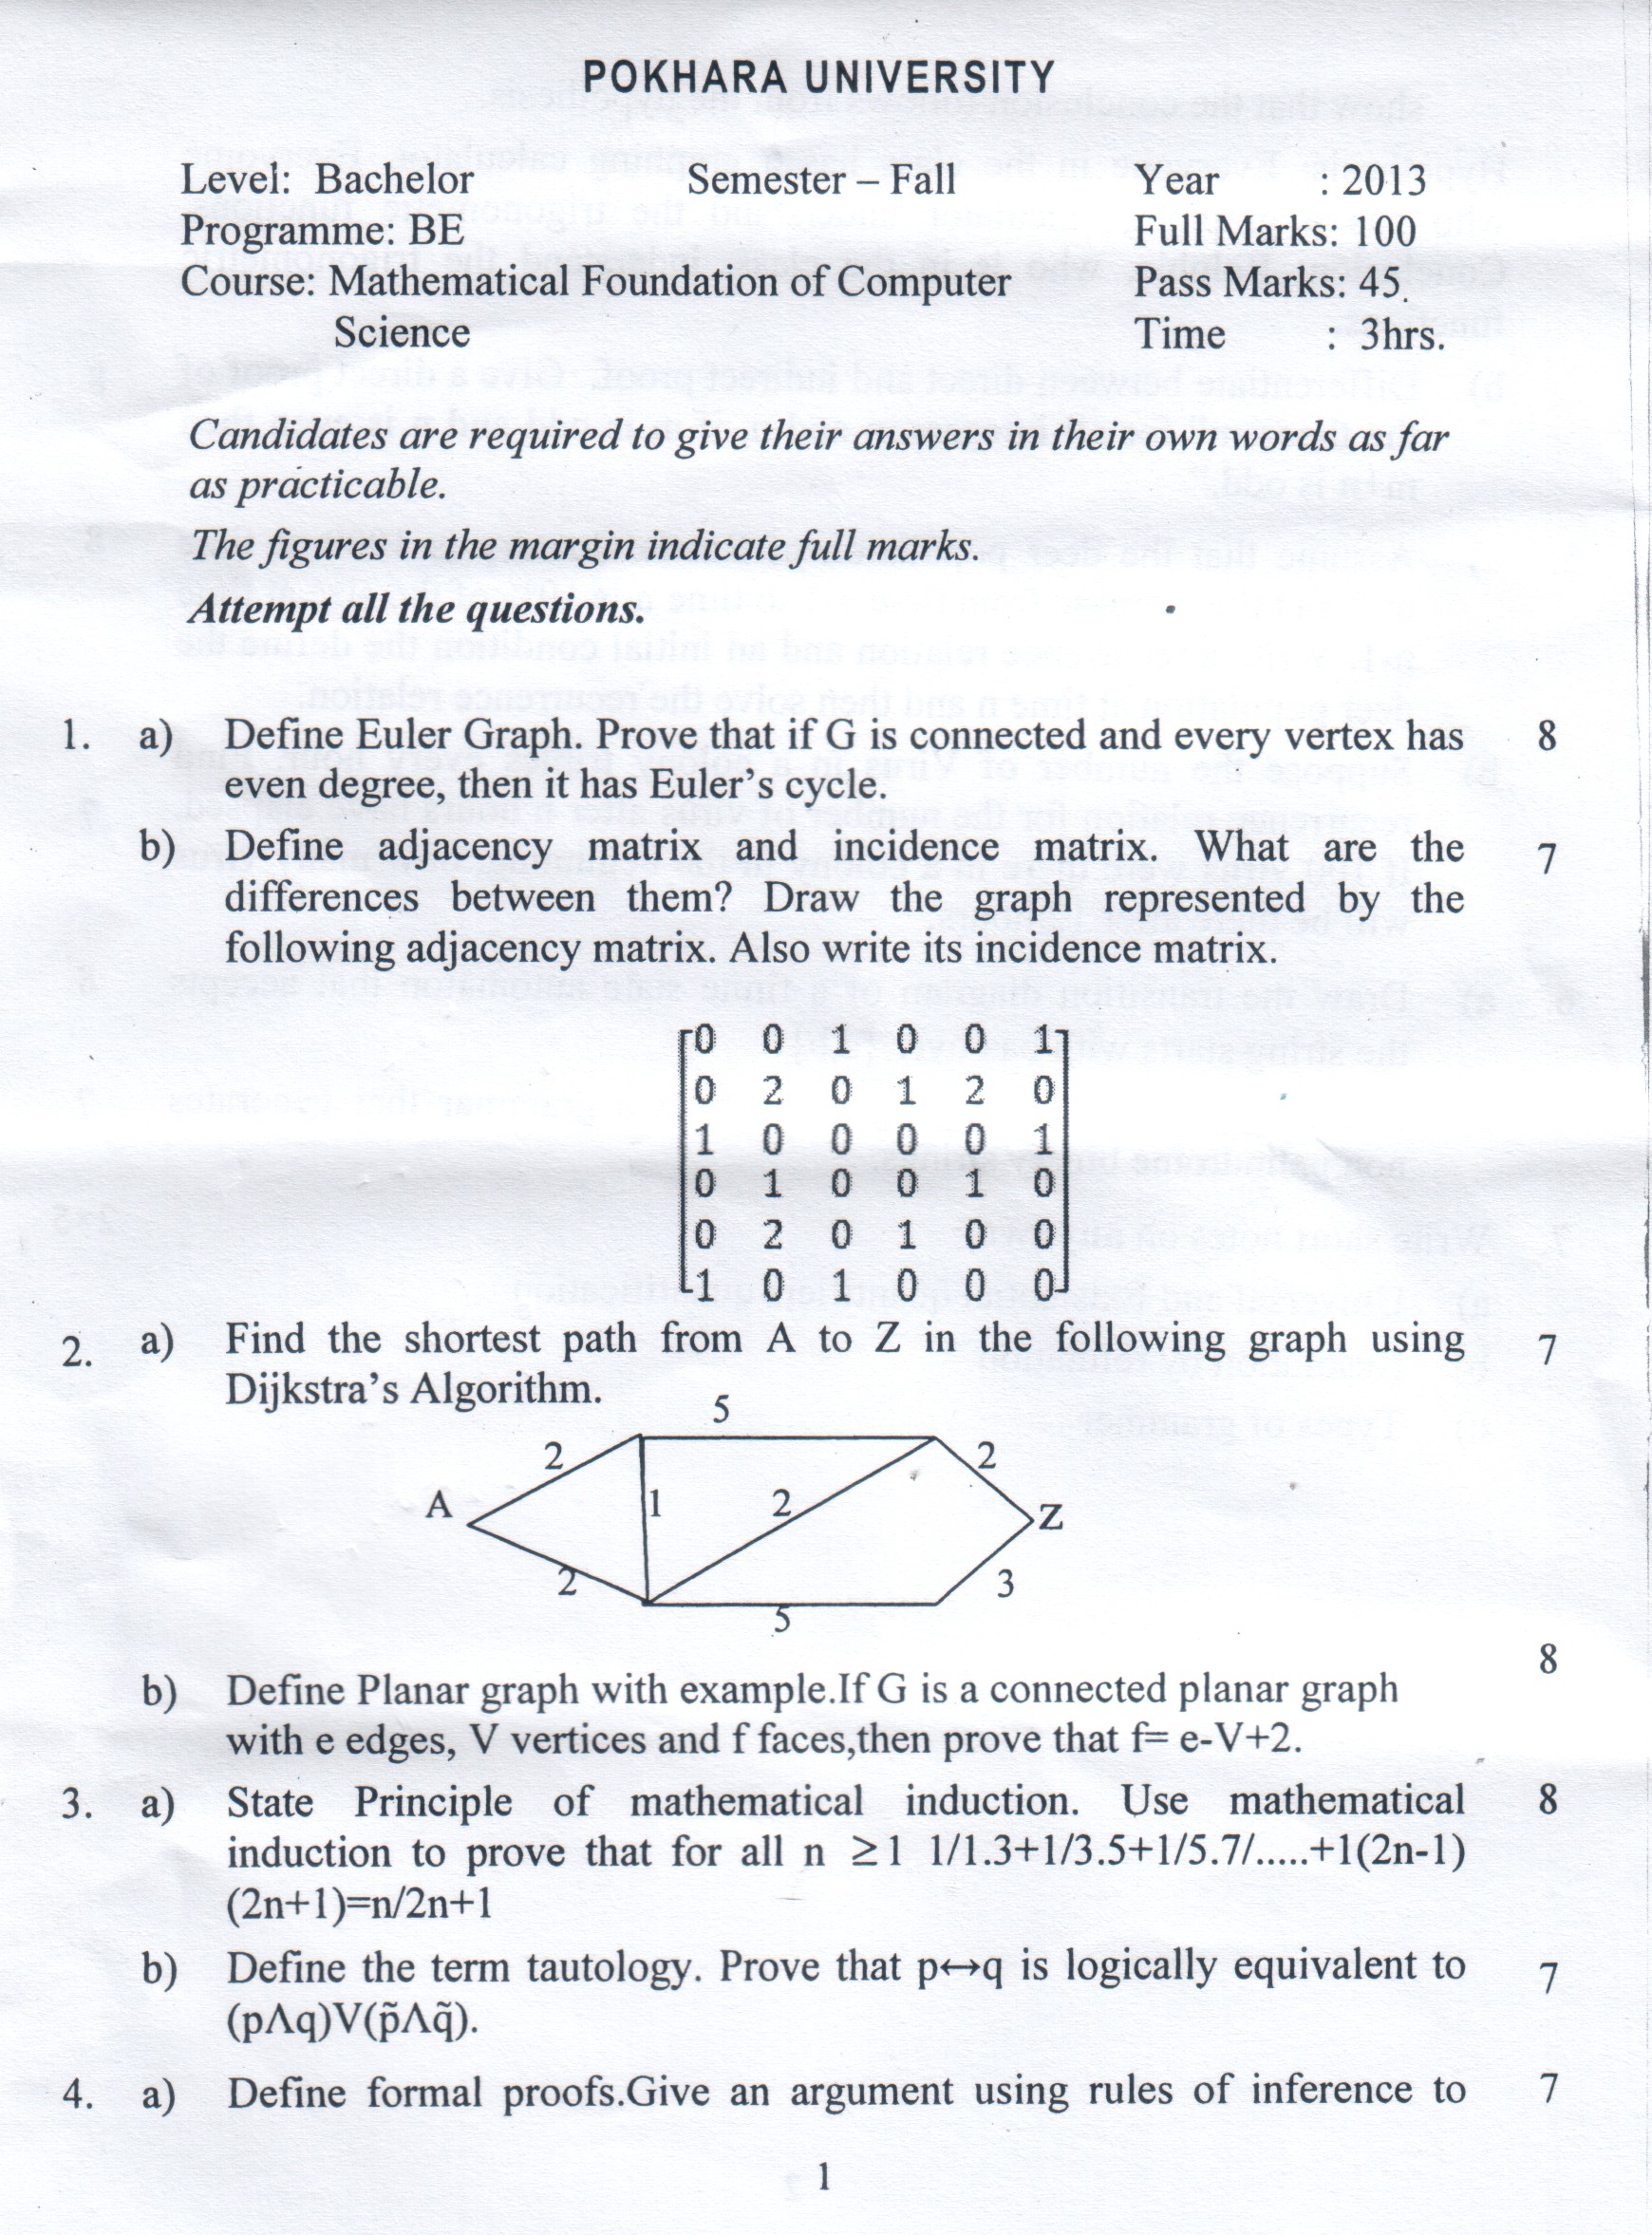 POKHARA UNIVERSITY
Level: Bachelor Semester – Fall Year : 2013
Programme: BE Full Marks: 100
Course: Mathematical Foundation of Computer Pass Marks: 45
Science Time : 3hrs.
Candidates are required to give their answers in their own words as far
as practicable.
The figures in the margin indicate full marks.
Attempt all the questions.
1. a) Define Euler Graph. Prove that if G is connected and every vertex has 8
even degree, then it has Euler's cycle.
b) Define adjacency matrix and incidence matrix. What are the 7
differences between them? Draw the graph represented by the
following adjacency matrix. Also write its incidence matrix.
0 0 1 0 0 1
0 2 0 1 2 0
1 0 0 0 0 1
0 1 0 0 1 0
0 2 0 1 0 0
1 0 1 0 0 0
2. a) Find the shortest path from A to Z in the following graph using 7
Dijkstra's Algorithm.
5
2 2
A 1 2 Z
2 3
5
8
b) Define Planar graph with example.If G is a connected planar graph
with e edges, V vertices and f faces,then prove that f= e-V+2.
3. a) State Principle of mathematical induction. Use mathematical 8
induction to prove that for all n ≥1 1/1.3+1/3.5+1/5.7/.....+1(2n-1)
(2n+1)=n/2n+1
b) Define the term tautology. Prove that p↔q is logically equivalent to 7
(pΛq)V(p̃Λq̃).
4. a) Define formal proofs.Give an argument using rules of inference to 7
1